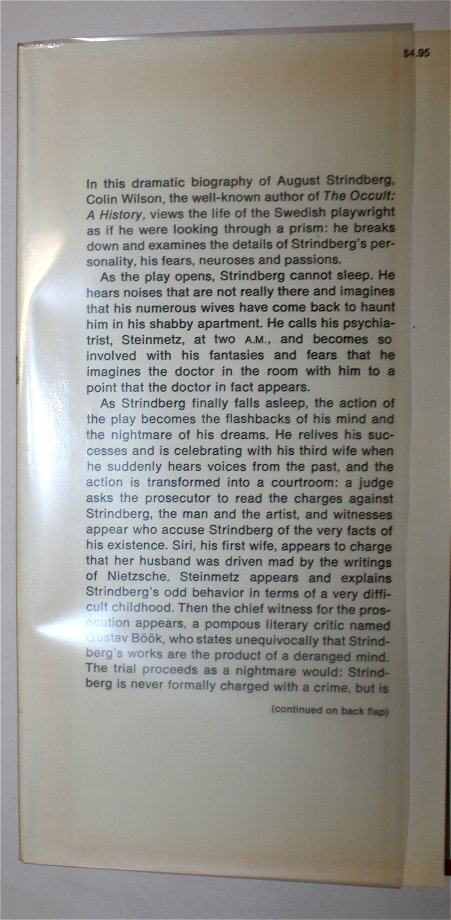 $4.95
In this dramatic biography of August Strindberg,
Colin Wilson, the well-known author of The Occult:
A History, views the life of the Swedish playwright
as if he were looking through a prism: he breaks
down and examines the details of Strindberg's per-
sonality, his fears, neuroses and passions.
As the play opens, Strindberg cannot sleep. He
hears noises that are not really there and imagines
that his numerous wives have come back to haunt
him in his shabby apartment. He calls his psychia-
trist, Steinmetz, at two A.M., and becomes so
involved with his fantasies and fears that he
imagines the doctor in the room with him to a
point that the doctor in fact appears.
As Strindberg finally falls asleep, the action of
the play becomes the flashbacks of his mind and
the nightmare of his dreams. He relives his suc-
cesses and is celebrating with his third wife when
he suddenly hears voices from the past, and the
action is transformed into a courtroom: a judge
asks the prosecutor to read the charges against
Strindberg, the man and the artist, and witnesses
appear who accuse Strindberg of the very facts of
his existence. Siri, his first wife, appears to charge
that her husband was driven mad by the writings
of Nietzsche. Steinmetz appears and explains
Strindberg's odd behavior in terms of a very diffi-
cult childhood. Then the chief witness for the pros-
ecution appears, a pompous literary critic named
Gustav Böök, who states unequivocally that Strind-
berg's works are the product of a deranged mind.
The trial proceeds as a nightmare would: Strind-
berg is never formally charged with a crime, but is
(continued on back flap)